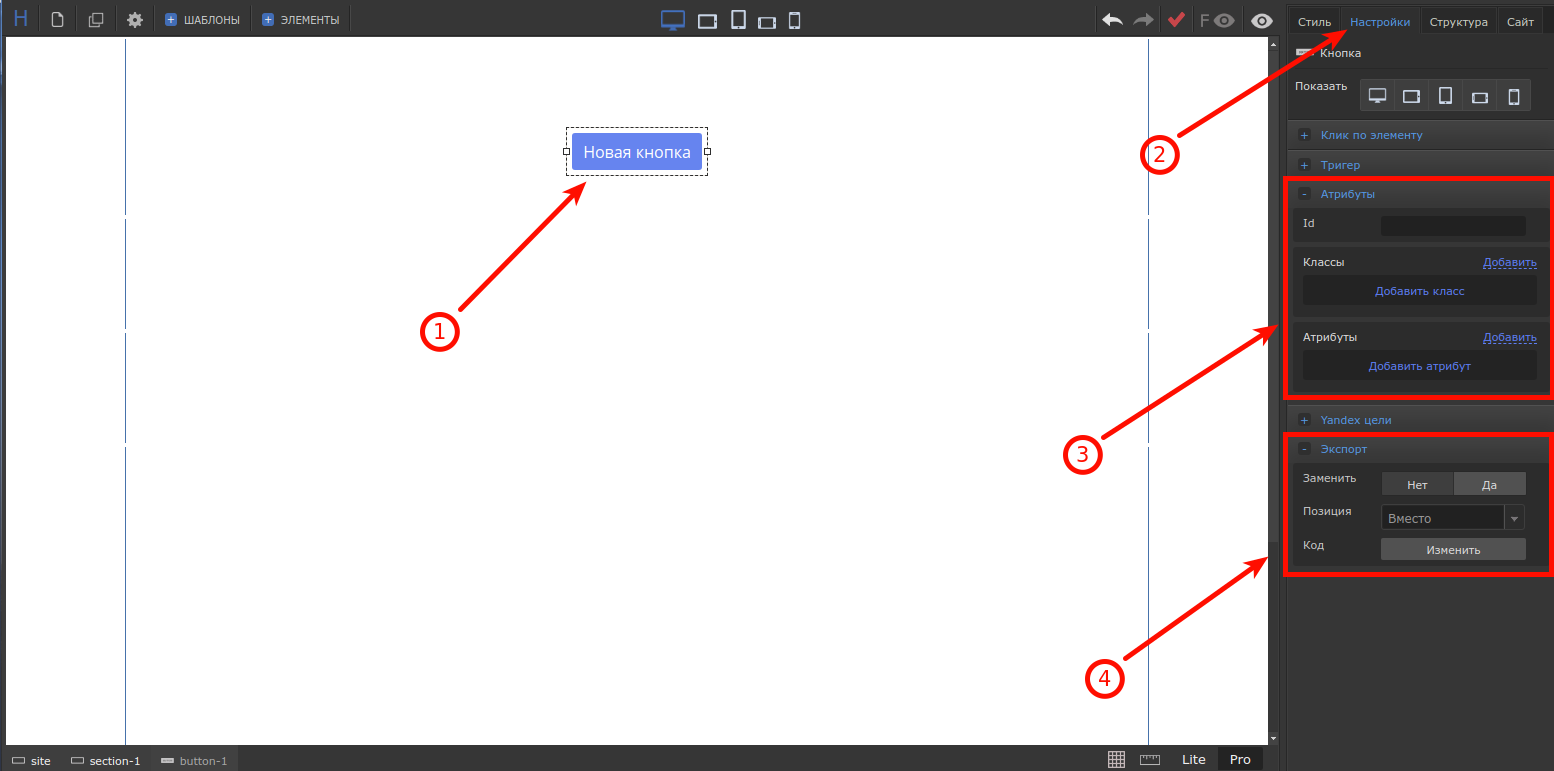 H
ШАБЛОНЫ
ЭЛЕМЕНТЫ
F
Стиль Настройки Структура Сайт
Кнопка
Показать
Клик по элементу
Тригер
Атрибуты
Id
Классы Добавить
Добавить класс
Атрибуты Добавить
Добавить атрибут
Yandex цели
Экспорт
Заменить Нет Да
Позиция Вместо
Код Изменить
Новая кнопка
1
2
3
4
site section-1 button-1
Lite Pro